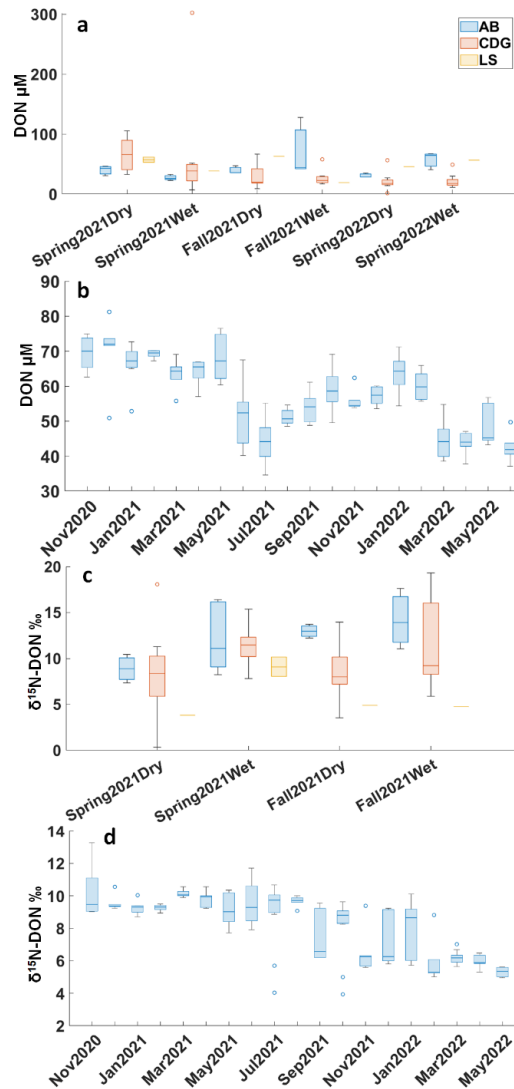 a
AB
CDG
LS
DON µM
300
200
100
0
Spring2021Dry
Spring2021Wet
Fall2021Dry
Fall2021Wet
Spring2022Dry
Spring2022Wet
b
DON µM
90
80
70
60
50
40
30
Nov2020
Jan2021
Mar2021
May2021
Jul2021
Sep2021
Nov2021
Jan2022
Mar2022
May2022
c
δ¹⁵N-DON ‰
20
15
10
5
0
Spring2021Dry
Spring2021Wet
Fall2021Dry
Fall2021Wet
d
δ¹⁵N-DON ‰
14
12
10
8
6
4
2
Nov2020
Jan2021
Mar2021
May2021
Jul2021
Sep2021
Nov2021
Jan2022
Mar2022
May2022